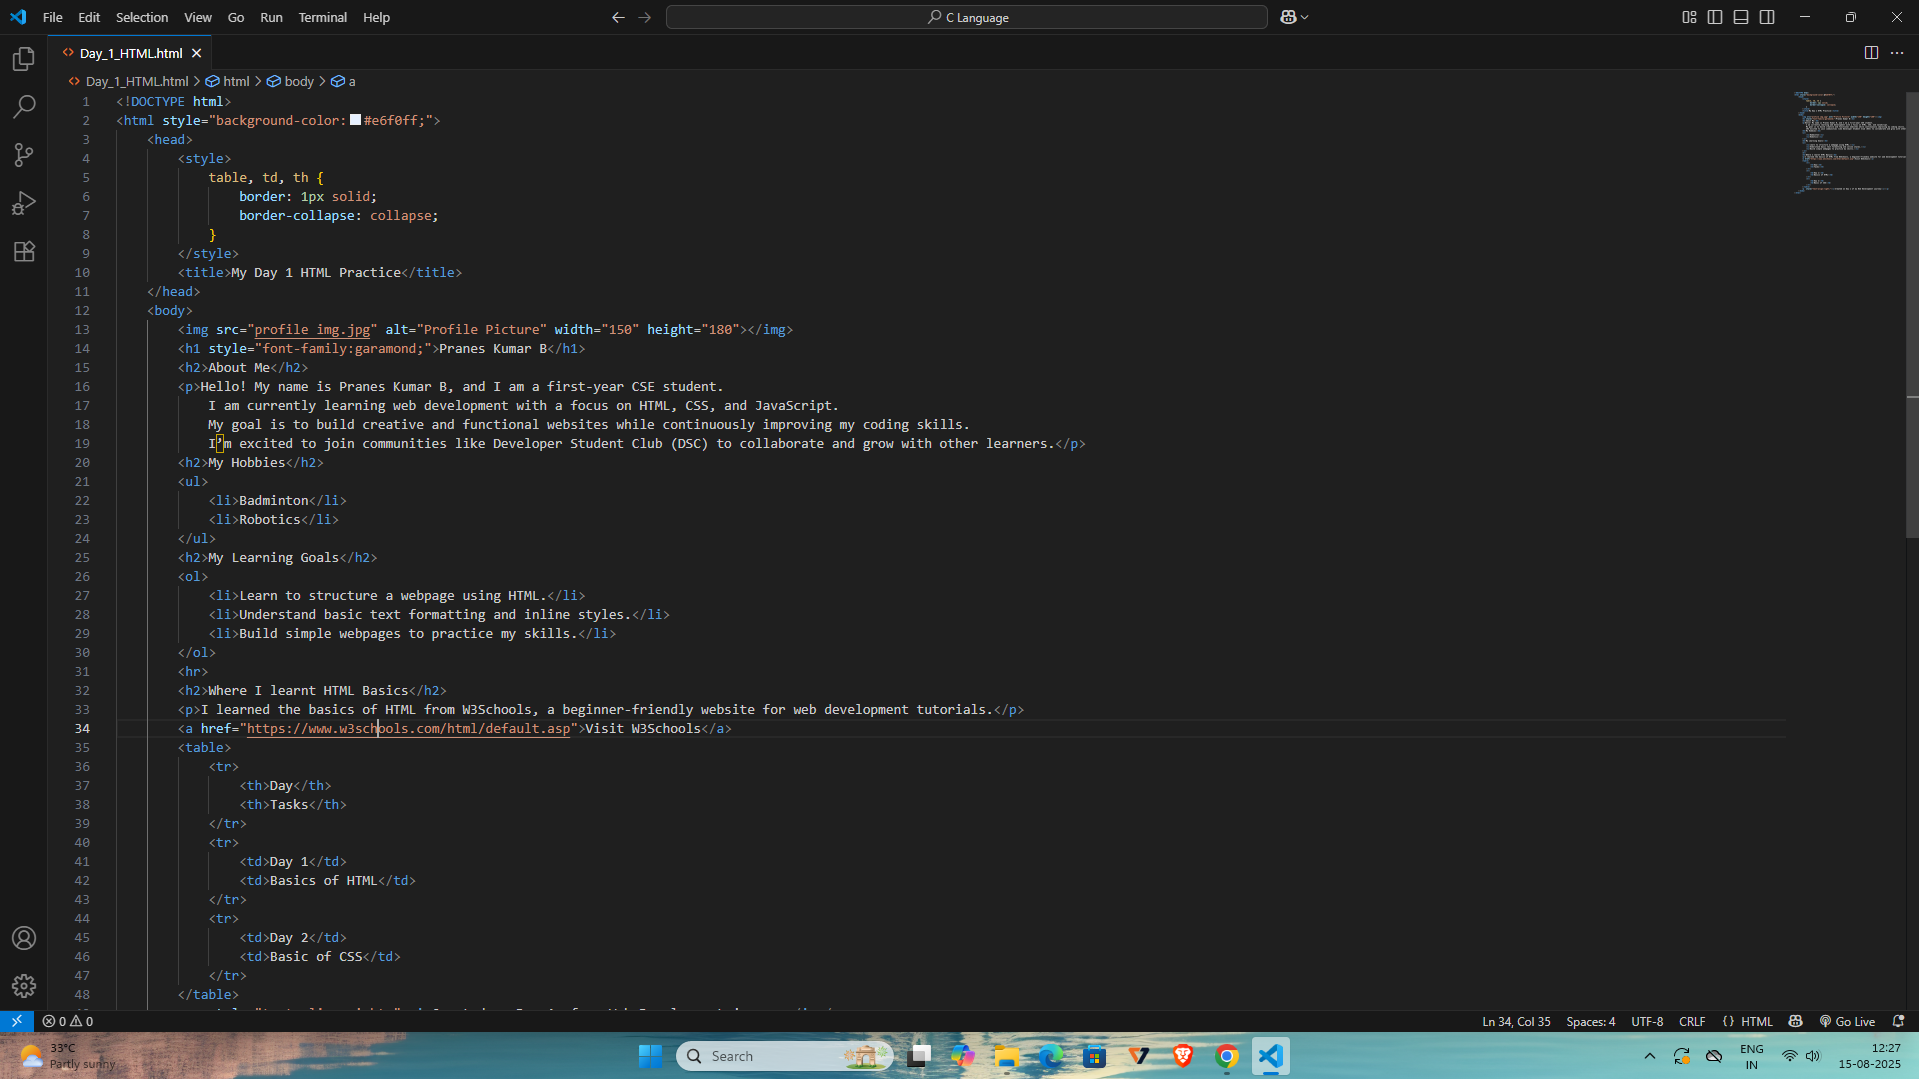 File Edit Selection View Go Run Terminal Help
C Language
Day_1_HTML.html
Day_1_HTML.html > html > body > a
1 <!DOCTYPE html>
2 <html style="background-color: #e6f0ff;">
3 <head>
4 <style>
5 table, td, th {
6 border: 1px solid;
7 border-collapse: collapse;
8 }
9 </style>
10 <title>My Day 1 HTML Practice</title>
11 </head>
12 <body>
13 <img src="profile img.jpg" alt="Profile Picture" width="150" height="180"></img>
14 <h1 style="font-family:garamond;">Pranes Kumar B</h1>
15 <h2>About Me</h2>
16 <p>Hello! My name is Pranes Kumar B, and I am a first-year CSE student.
17 I am currently learning web development with a focus on HTML, CSS, and JavaScript.
18 My goal is to build creative and functional websites while continuously improving my coding skills.
19 I’m excited to join communities like Developer Student Club (DSC) to collaborate and grow with other learners.</p>
20 <h2>My Hobbies</h2>
21 <ul>
22 <li>Badminton</li>
23 <li>Robotics</li>
24 </ul>
25 <h2>My Learning Goals</h2>
26 <ol>
27 <li>Learn to structure a webpage using HTML.</li>
28 <li>Understand basic text formatting and inline styles.</li>
29 <li>Build simple webpages to practice my skills.</li>
30 </ol>
31 <hr>
32 <h2>Where I learnt HTML Basics</h2>
33 <p>I learned the basics of HTML from W3Schools, a beginner-friendly website for web development tutorials.</p>
34 <a href="https://www.w3schools.com/html/default.asp">Visit W3Schools</a>
35 <table>
36 <tr>
37 <th>Day</th>
38 <th>Tasks</th>
39 </tr>
40 <tr>
41 <td>Day 1</td>
42 <td>Basics of HTML</td>
43 </tr>
44 <tr>
45 <td>Day 2</td>
46 <td>Basic of CSS</td>
47 </tr>
48 </table>
0 0
Ln 34, Col 35 Spaces: 4 UTF-8 CRLF {} HTML Go Live
33°C
Partly sunny
Search
ENG
IN
12:27
15-08-2025